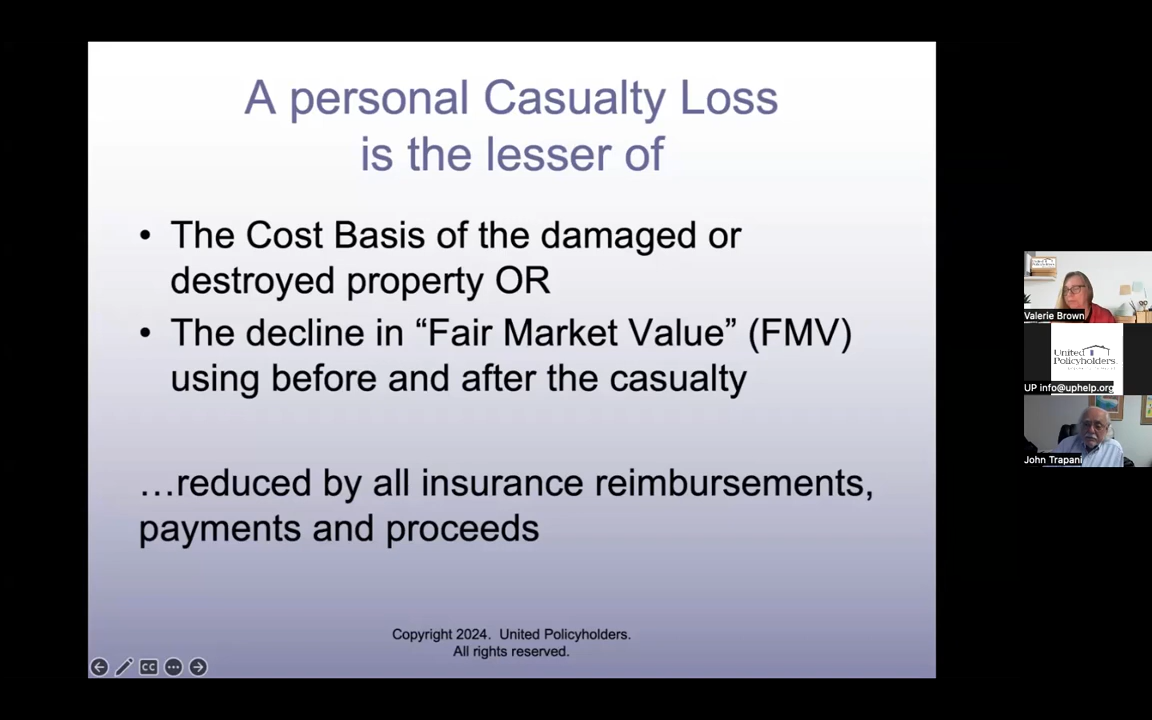 A personal Casualty Loss
is the lesser of
• The Cost Basis of the damaged or
destroyed property OR
• The decline in “Fair Market Value” (FMV)
using before and after the casualty
…reduced by all insurance reimbursements,
payments and proceeds
Copyright 2024. United Policyholders.
All rights reserved.
CC
Valerie Brown
United
Policyholders
UP info@uphelp.org
John Trapani